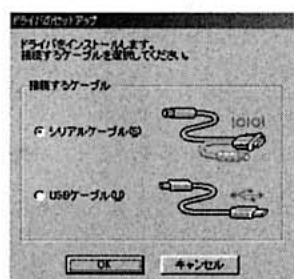 ドライバのセットアップ
ドライバをインストールします。
接続するケーブルを選択してください。
接続するケーブル
シリアルケーブル(S)
10101
USBケーブル(U)
OK
キャンセル